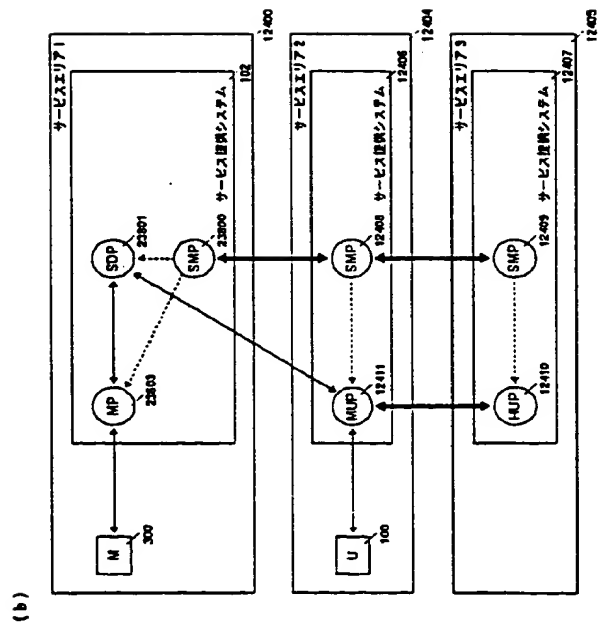 (b)
サービスエリア1
12400
サービス提供システム
102
M
300
MP
23803
SDP
23801
SMP
23800
サービスエリア2
12404
サービス提供システム
12406
U
100
MUP
12411
SMP
12408
サービスエリア3
12405
サービス提供システム
12407
HUP
12410
SMP
12409